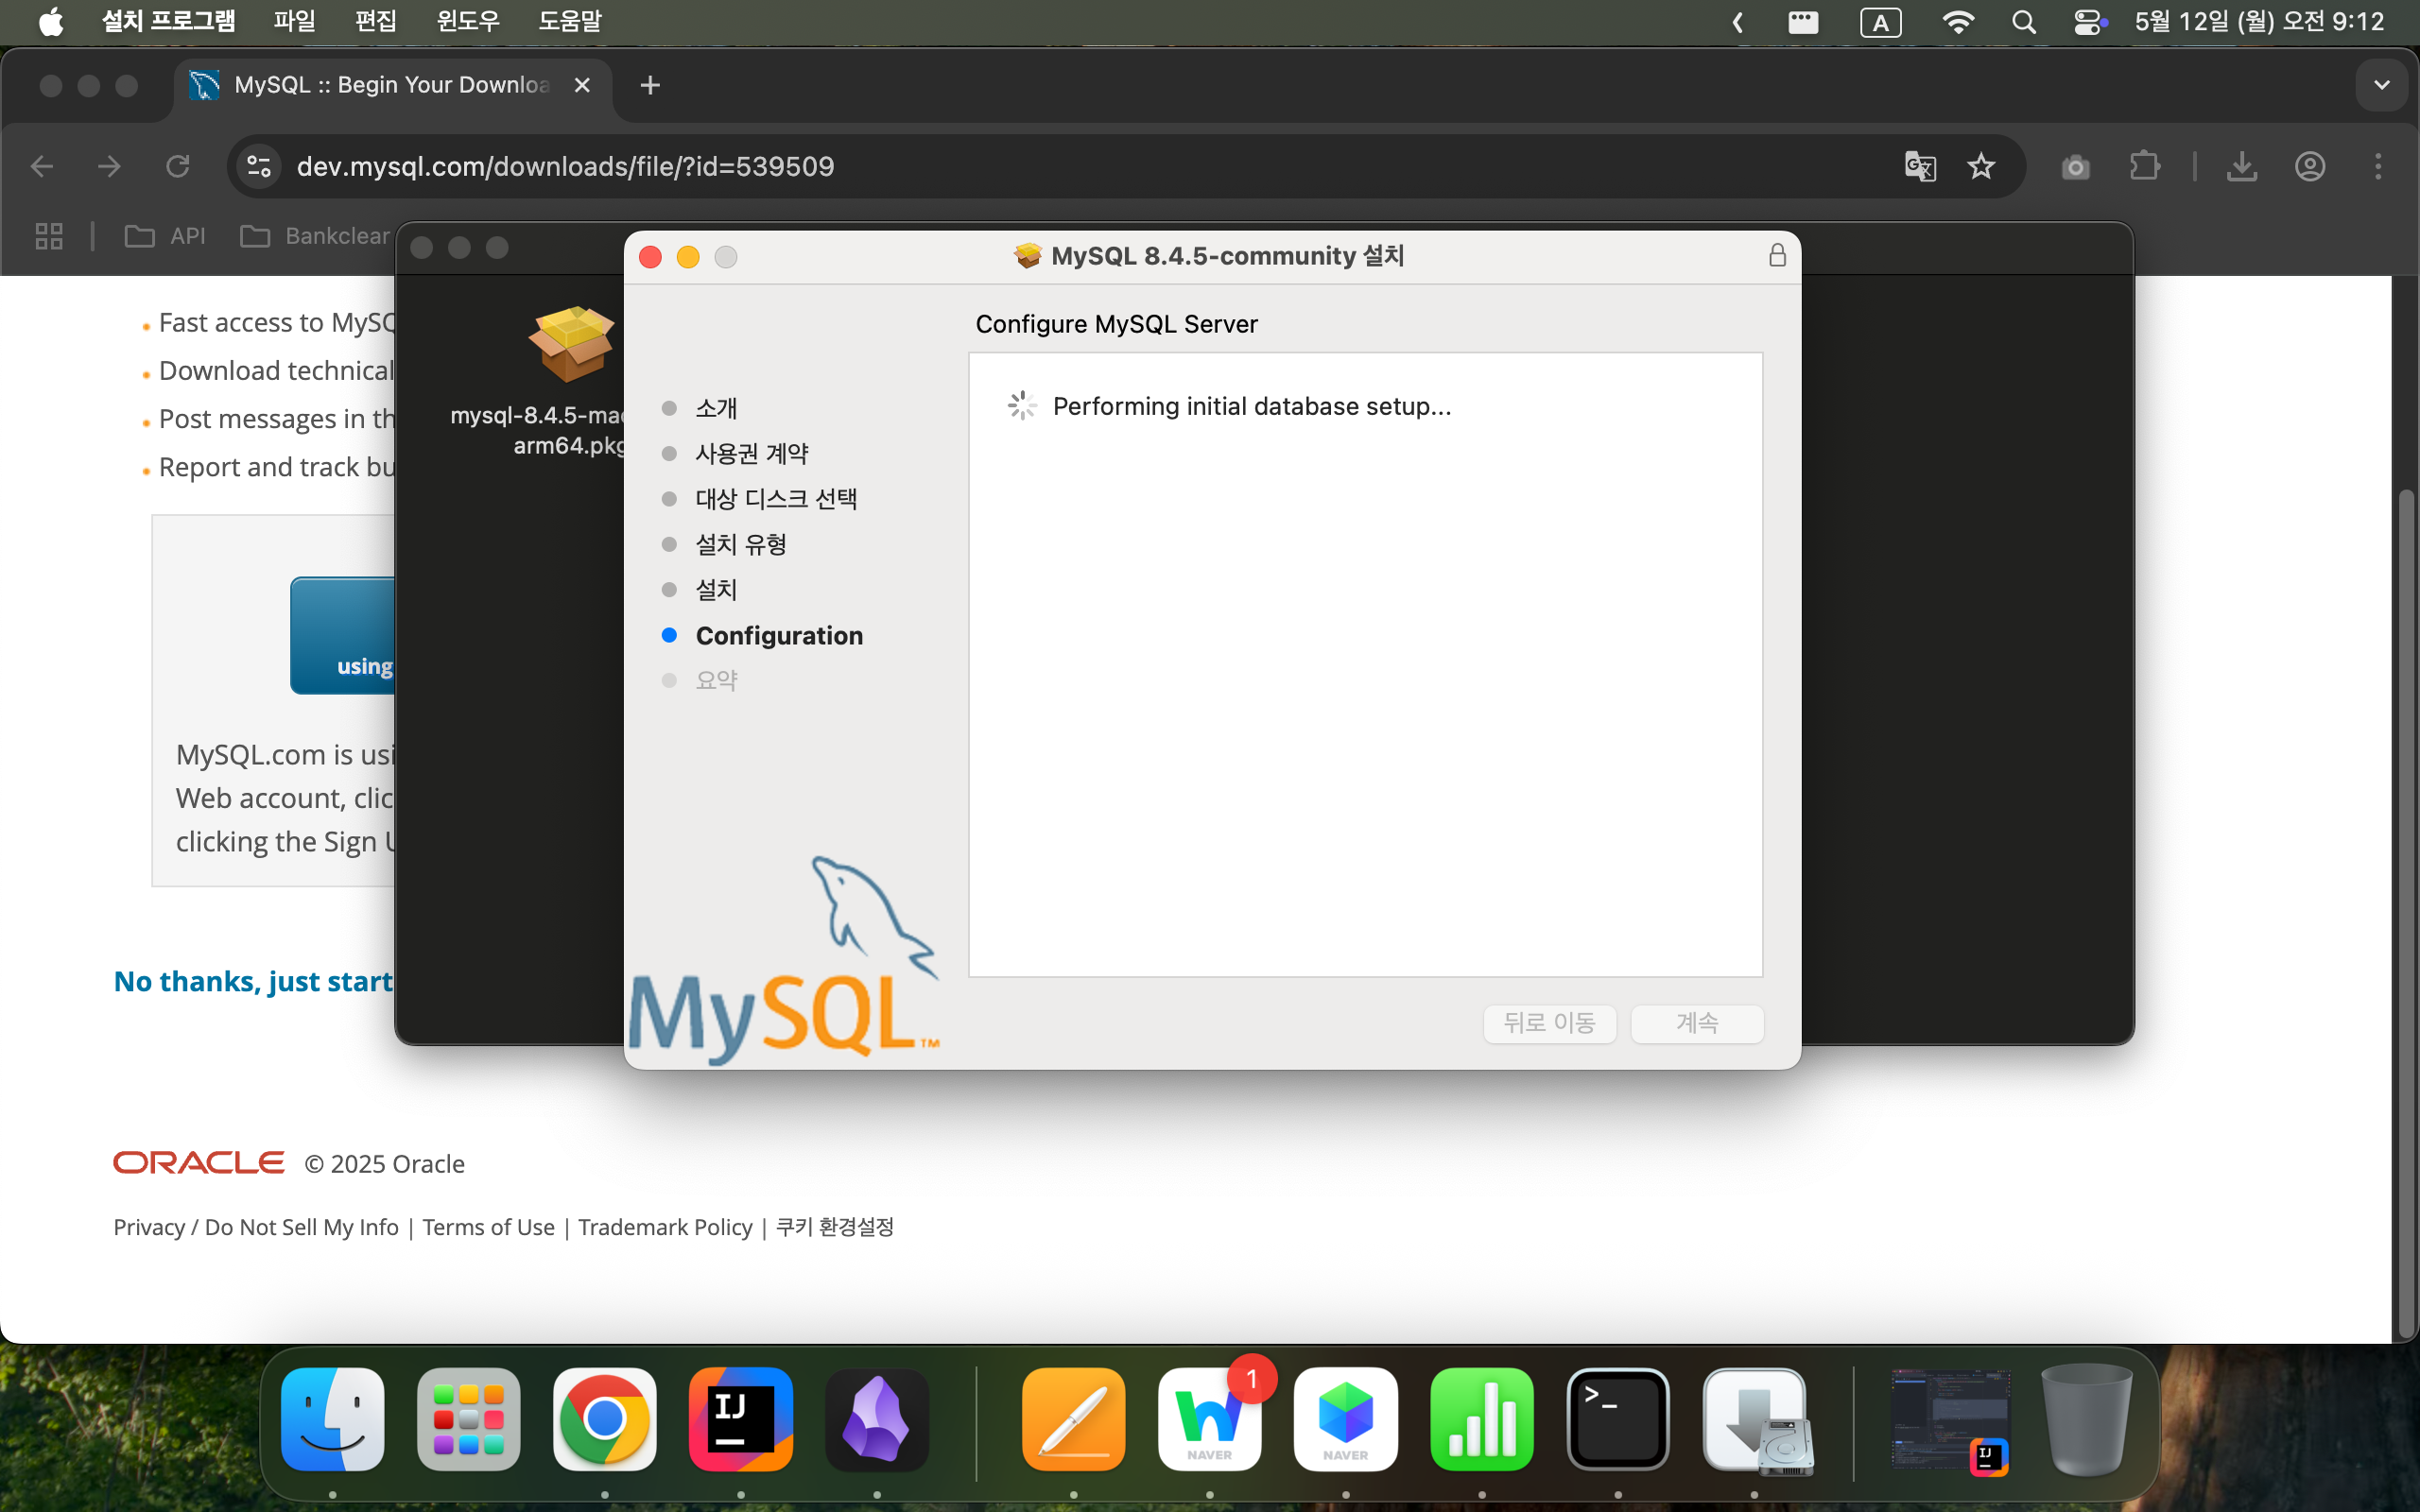 설치 프로그램 파일 편집 윈도우 도움말 A 5월 12일 (월) 오전 9:12
MySQL :: Begin Your Downloa
dev.mysql.com/downloads/file/?id=539509
API Bankclear
MySQL 8.4.5-community 설치
Configure MySQL Server
Performing initial database setup...
소개
사용권 계약
대상 디스크 선택
설치 유형
설치
Configuration
요약
MySQL™
뒤로 이동 계속
mysql-8.4.5-mac
arm64.pkg
Fast access to MySQ
Download technical
Post messages in th
Report and track bu
using
MySQL.com is usi
Web account, clic
clicking the Sign U
No thanks, just start
ORACLE © 2025 Oracle
Privacy / Do Not Sell My Info | Terms of Use | Trademark Policy | 쿠키 환경설정
IJ
W
NAVER
1
NAVER
>_
IJ